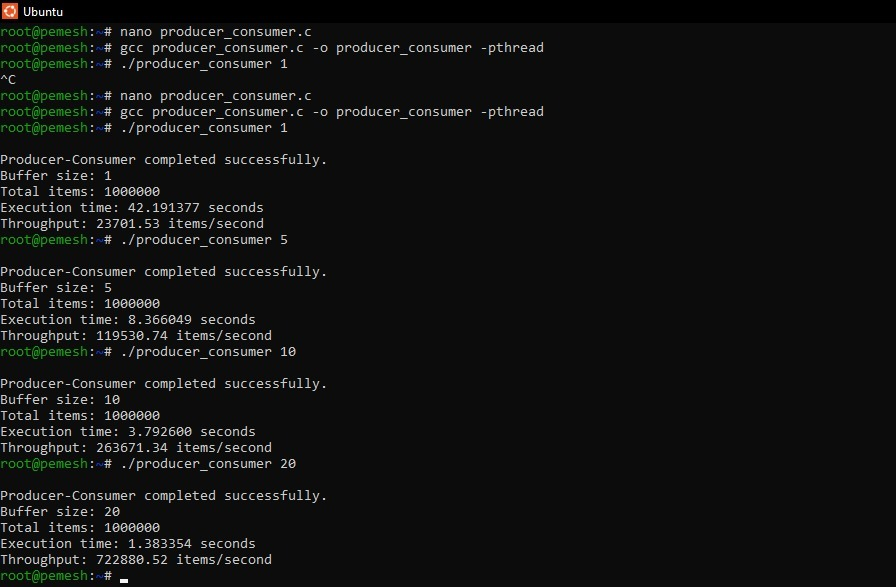 Ubuntu
root@pemesh:~# nano producer_consumer.c
root@pemesh:~# gcc producer_consumer.c -o producer_consumer -pthread
root@pemesh:~# ./producer_consumer 1
^C
root@pemesh:~# nano producer_consumer.c
root@pemesh:~# gcc producer_consumer.c -o producer_consumer -pthread
root@pemesh:~# ./producer_consumer 1
Producer-Consumer completed successfully.
Buffer size: 1
Total items: 1000000
Execution time: 42.191377 seconds
Throughput: 23701.53 items/second
root@pemesh:~# ./producer_consumer 5
Producer-Consumer completed successfully.
Buffer size: 5
Total items: 1000000
Execution time: 8.366049 seconds
Throughput: 119530.74 items/second
root@pemesh:~# ./producer_consumer 10
Producer-Consumer completed successfully.
Buffer size: 10
Total items: 1000000
Execution time: 3.792600 seconds
Throughput: 263671.34 items/second
root@pemesh:~# ./producer_consumer 20
Producer-Consumer completed successfully.
Buffer size: 20
Total items: 1000000
Execution time: 1.383354 seconds
Throughput: 722880.52 items/second
root@pemesh:~#